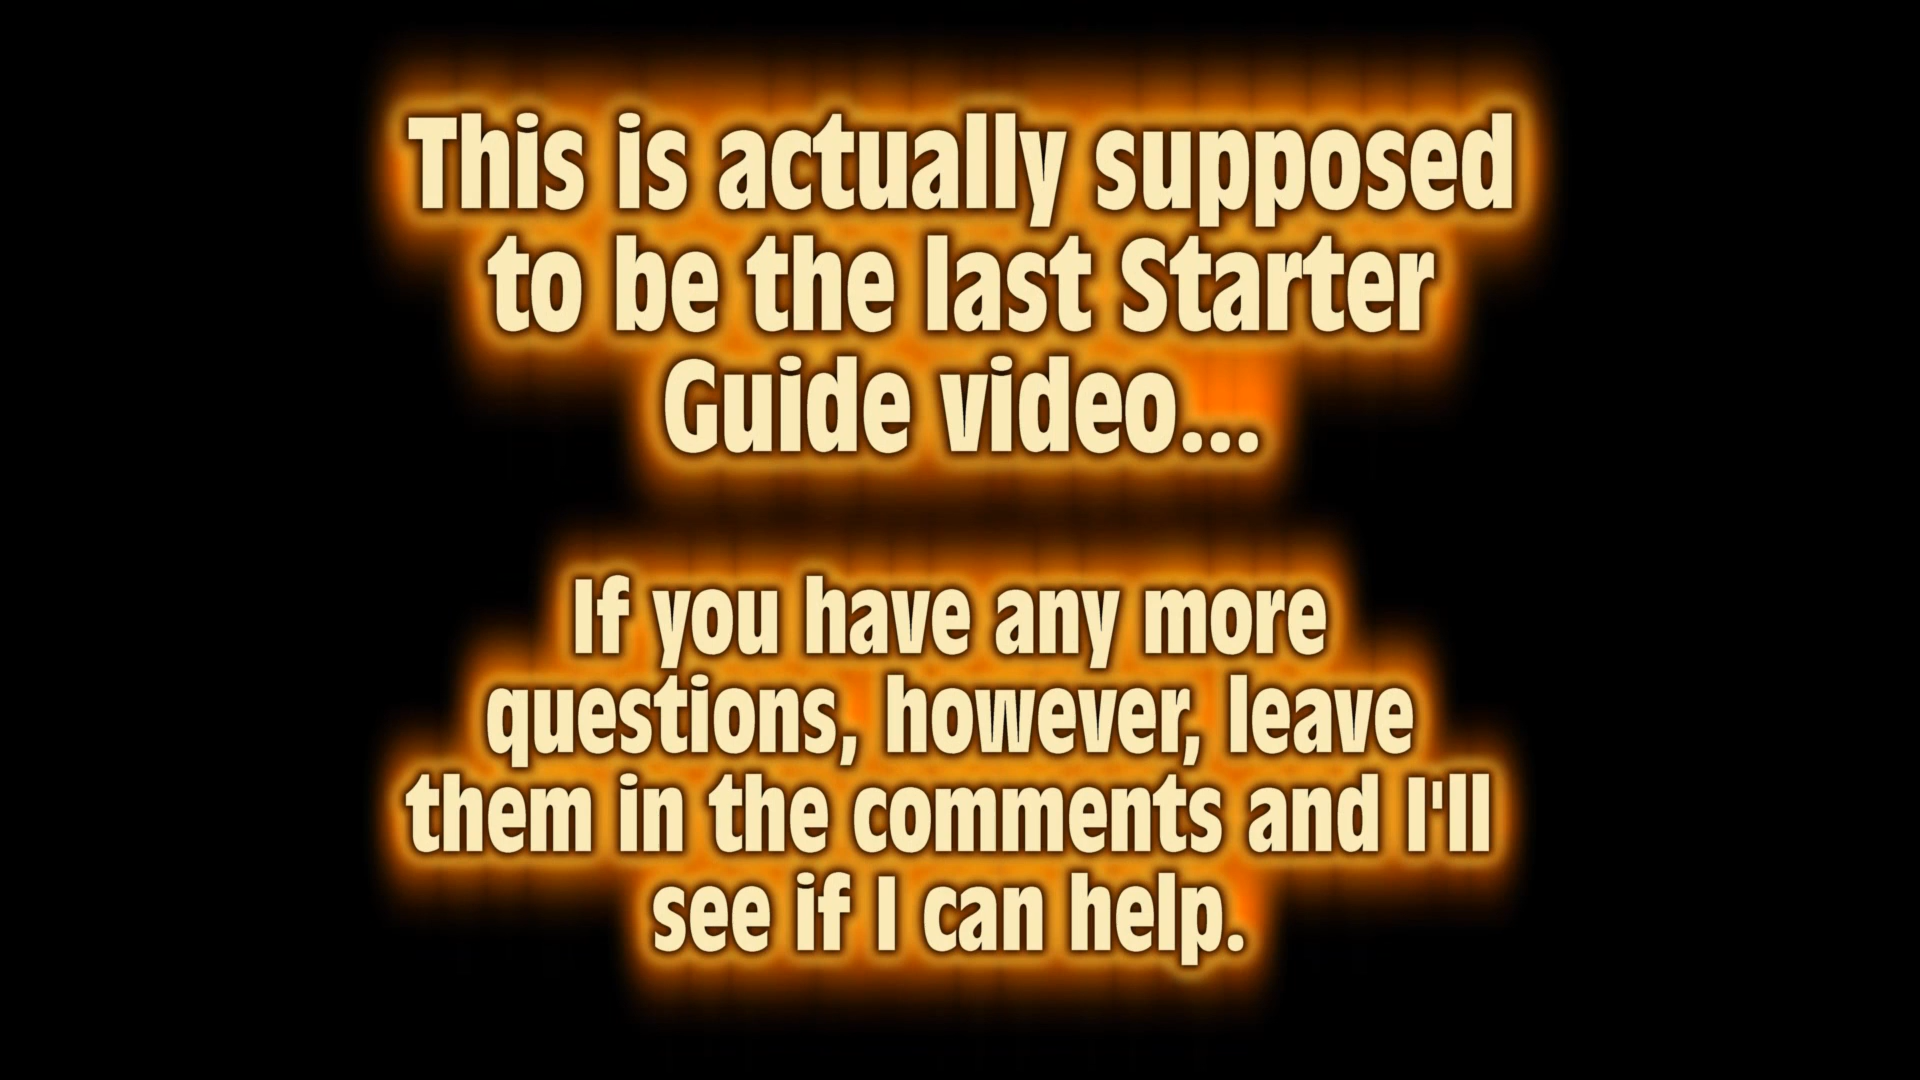 This is actually supposed
to be the last Starter
Guide video...
If you have any more
questions, however, leave
them in the comments and I'll
see if I can help.